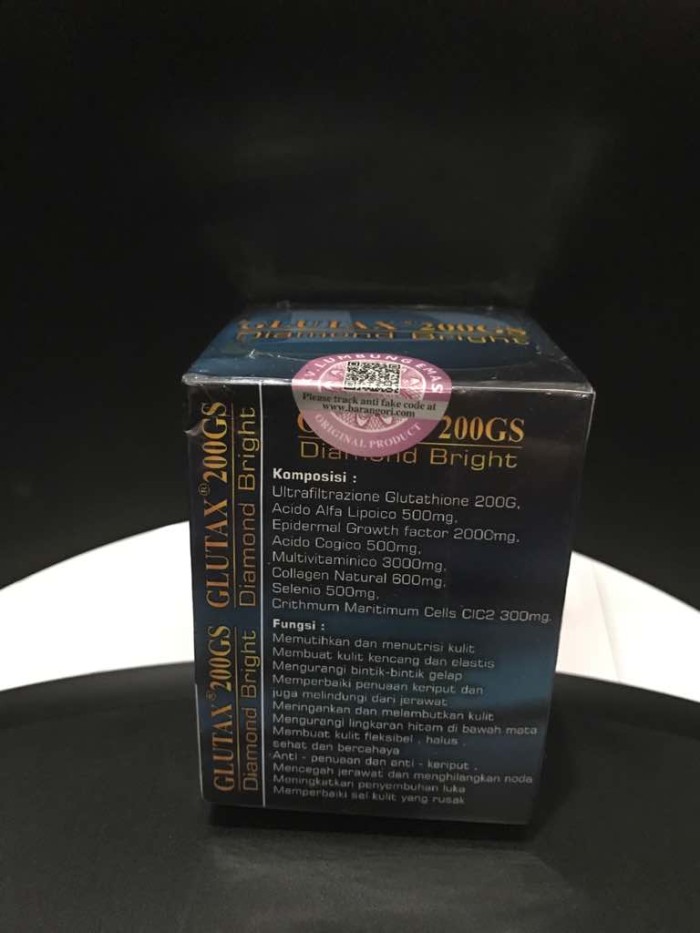 GLUTAX® 200GS
Diamond Bright
LUMBUNG EMAS
Please track anti fake code at
www.barangori.com
ORIGINAL PRODUCT
200GS
Diamond Bright
Komposisi :
Ultrafiltrazione Glutathione 200G,
Acido Alfa Lipoico 500mg,
Epidermal Growth factor 2000mg,
Acido Cogico 500mg,
Multivitaminico 3000mg,
Collagen Natural 600mg,
Selenio 500mg,
Crithmum Maritimum Cells ClC2 300mg.
Fungsi :
Memutihkan dan menutrisi kulit
Membuat kulit kencang dan elastis
Mengurangi bintik-bintik gelap
Memperbaiki penuaan keriput dan
juga melindungi dari jerawat
Meringankan dan melembutkan kulit
Mengurangi lingkaran hitam di bawah mata
Membuat kulit fleksibel , halus ,
sehat dan bercahaya
Anti - penuaan dan anti - keriput ,
Mencegah jerawat dan menghilangkan noda
Meningkatkan penyembuhan luka
Memperbaiki sel kulit yang rusak
GLUTAX® 200GS
Diamond Bright
GLUTAX® 200GS
Diamond Bright